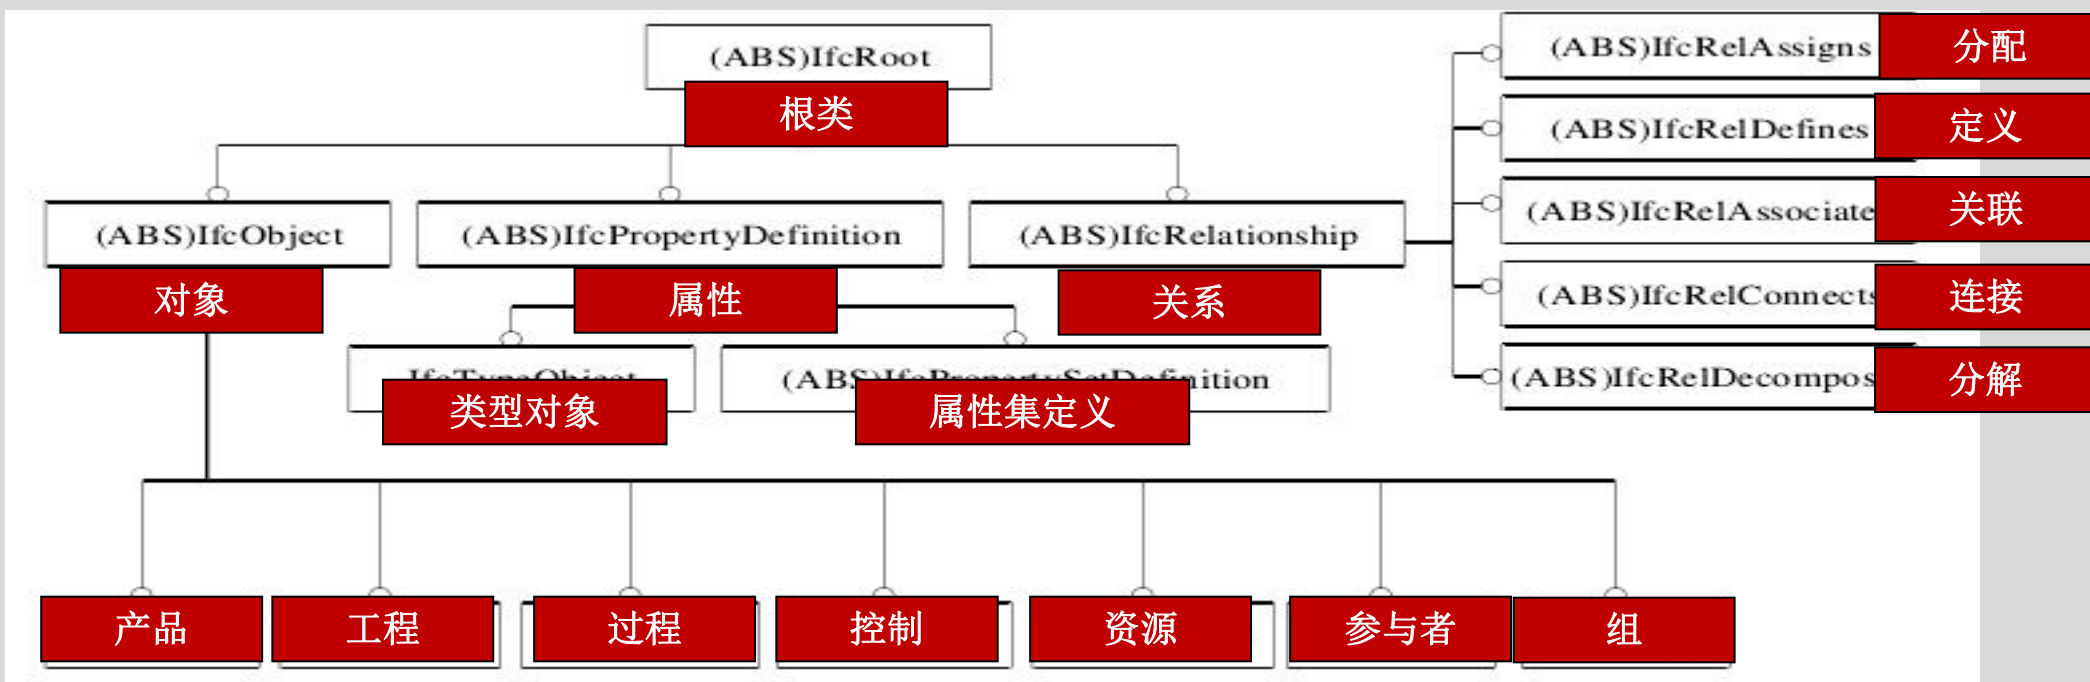 (ABS)IfcRoot
根类
(ABS)IfcObject
对象
(ABS)IfcPropertyDefinition
属性
(ABS)IfcRelationship
关系
(ABS)IfcRelAssigns
分配
(ABS)IfcRelDefines
定义
(ABS)IfcRelAssociate
关联
(ABS)IfcRelConnects
连接
(ABS)IfcRelDecompos
分解
IfcTypeObject
类型对象
(ABS)IfcPropertySetDefinition
属性集定义
产品
工程
过程
控制
资源
参与者
组